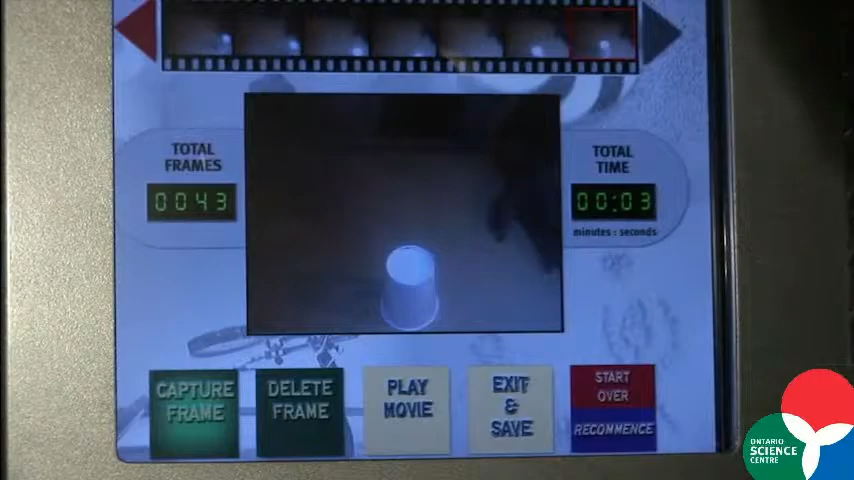 TOTAL
FRAMES
0043
TOTAL
TIME
00:03
minutes : seconds
CAPTURE
FRAME
DELETE
FRAME
PLAY
MOVIE
EXIT
&
SAVE
START
OVER
RECOMMENCE
ONTARIO
SCIENCE
CENTRE